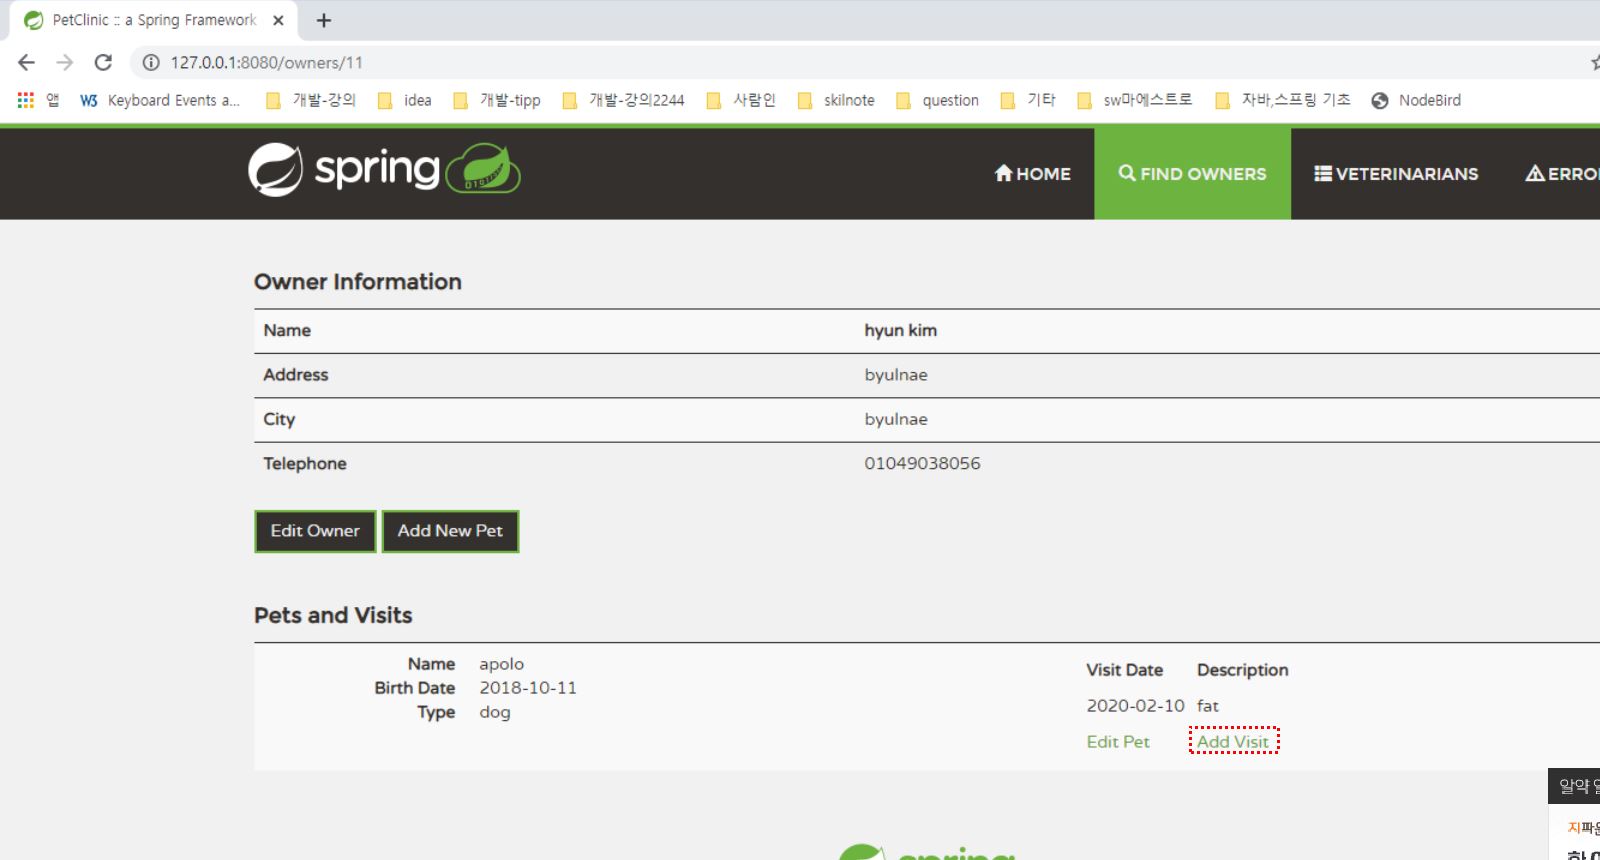 PetClinic :: a Spring Framework
127.0.0.1:8080/owners/11
앱 W3 Keyboard Events a... 개발-강의 idea 개발-tipp 개발-강의2244 사람인 skilnote question 기타 sw마에스트로 자바,스프링 기초 NodeBird
spring HOME FIND OWNERS VETERINARIANS ERRO
Owner Information
Name hyun kim
Address byulnae
City byulnae
Telephone 01049038056
Edit Owner Add New Pet
Pets and Visits
Name apolo
Birth Date 2018-10-11
Type dog
Visit Date Description
2020-02-10 fat
Edit Pet Add Visit
알약
지파운
spring